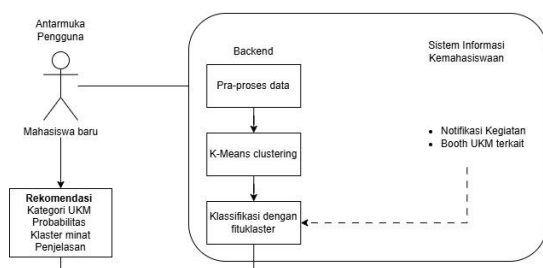 Antarmuka
Pengguna
Mahasiswa baru
Rekomendasi
Kategori UKM
Probabilitas
Klaster minat
Penjelasan
Backend
Pra-proses data
K-Means clustering
Klassifikasi dengan
fituklaster
Sistem Informasi
Kemahasiswaan
• Notifikasi Kegiatan
• Booth UKM terkait